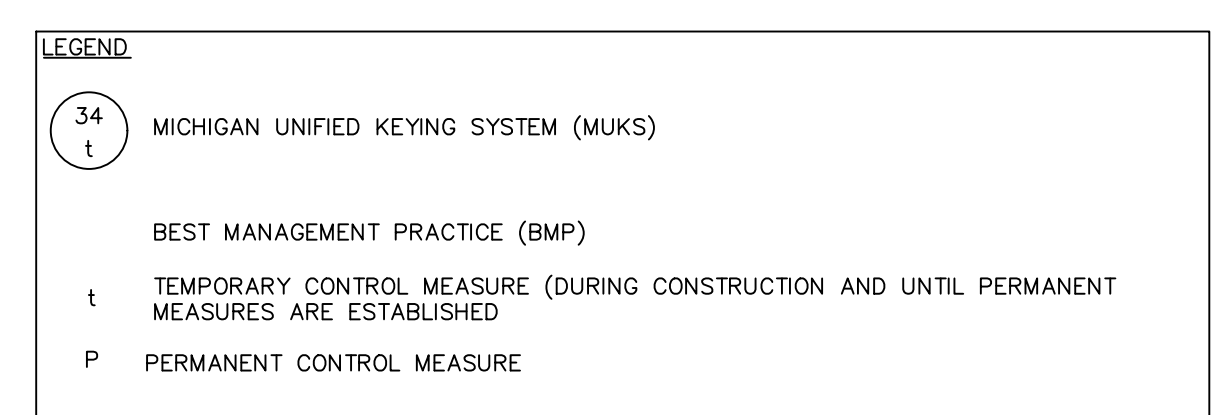 LEGEND
34
t
MICHIGAN UNIFIED KEYING SYSTEM (MUKS)
BEST MANAGEMENT PRACTICE (BMP)
t TEMPORARY CONTROL MEASURE (DURING CONSTRUCTION AND UNTIL PERMANENT
MEASURES ARE ESTABLISHED
P PERMANENT CONTROL MEASURE